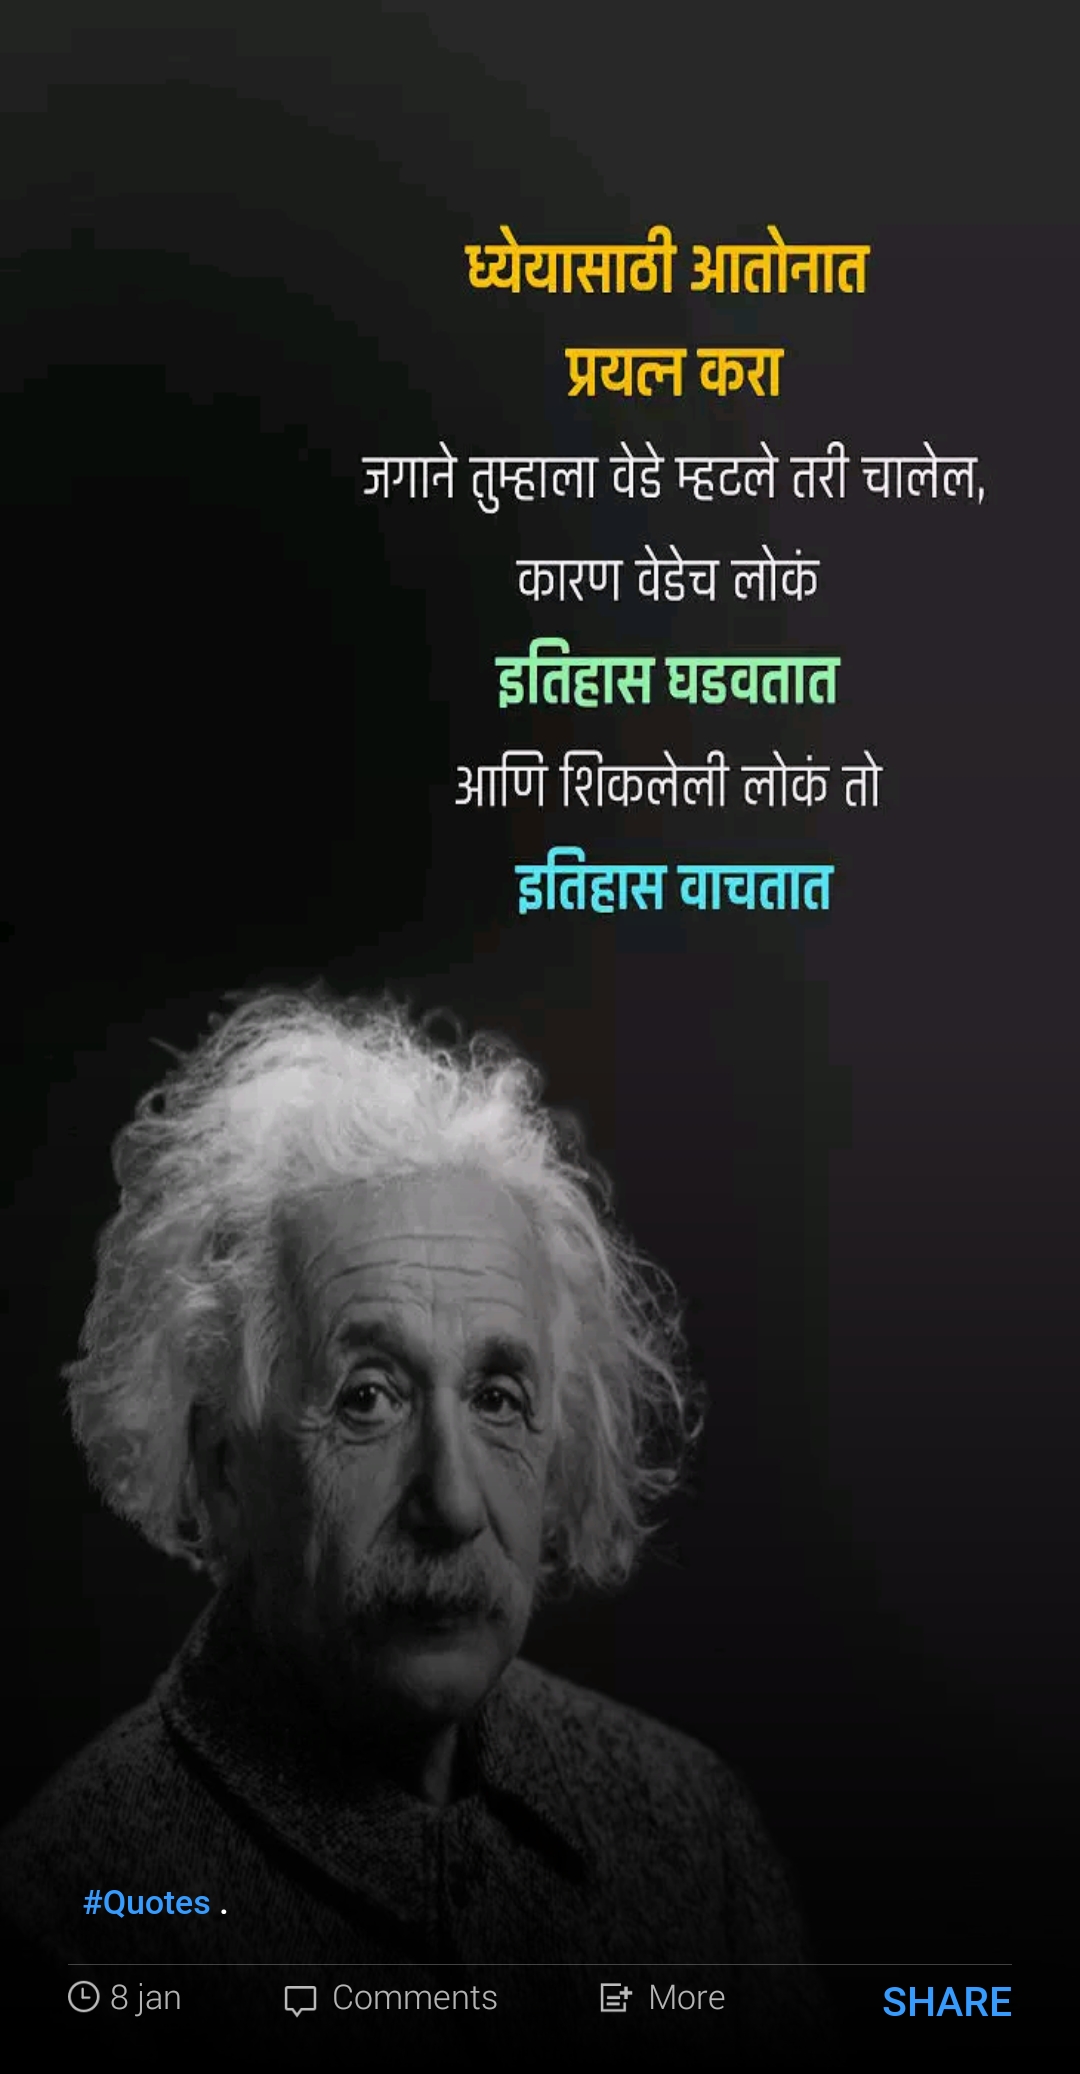 ध्येयासाठी आतोनात
प्रयत्न करा
जगाने तुम्हाला वेडे म्हटले तरी चालेल,
कारण वेडेच लोकं
इतिहास घडवतात
आणि शिकलेली लोकं तो
इतिहास वाचतात
#Quotes .
8 jan Comments More SHARE